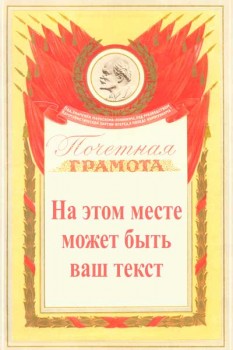 Почетная
ГРАМОТА
На этом месте
может быть
ваш текст